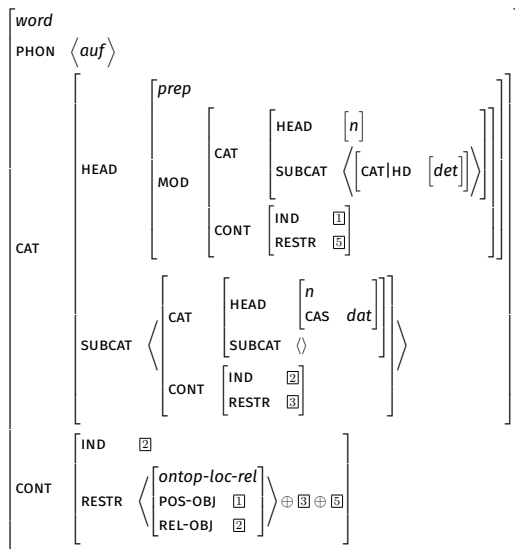 word
PHON ⟨auf⟩
prep
HEAD [n]
CAT
SUBCAT ⟨[CAT|HD [det]]⟩
HEAD
MOD
IND 1
CONT
RESTR 5
CAT
n
HEAD
CAS dat
CAT
SUBCAT ⟨⟩
SUBCAT
IND 2
CONT
RESTR 3
IND 2
ontop-loc-rel
CONT
RESTR ⟨ POS-OBJ 1 ⟩ ⊕ 3 ⊕ 5
REL-OBJ 2